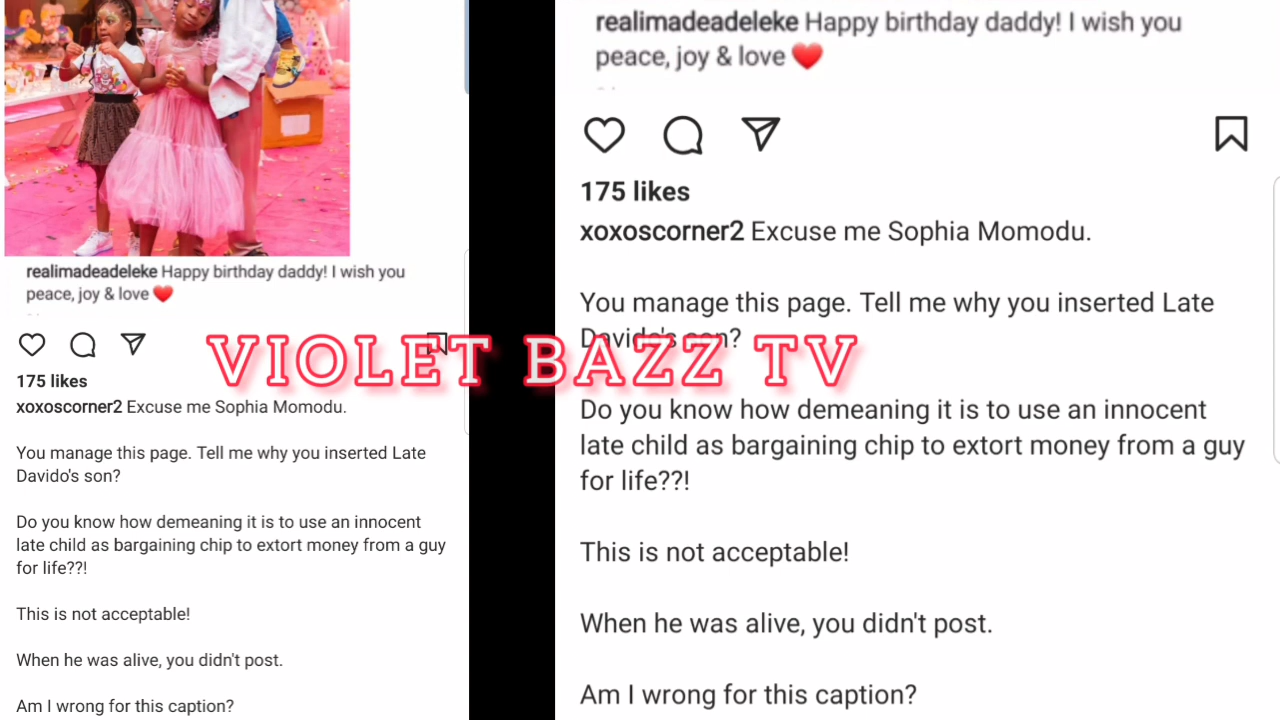 realimadeadeleke Happy birthday daddy! I wish you
peace, joy & love ❤️
175 likes
xoxoscorner2 Excuse me Sophia Momodu.
You manage this page. Tell me why you inserted Late
Davido's son?
Do you know how demeaning it is to use an innocent
late child as bargaining chip to extort money from a guy
for life??!
This is not acceptable!
When he was alive, you didn't post.
Am I wrong for this caption?
VIOLET BAZZ TV
realimadeadeleke Happy birthday daddy! I wish you
peace, joy & love ❤️
175 likes
xoxoscorner2 Excuse me Sophia Momodu.
You manage this page. Tell me why you inserted Late
Davido's son?
Do you know how demeaning it is to use an innocent
late child as bargaining chip to extort money from a guy
for life??!
This is not acceptable!
When he was alive, you didn't post.
Am I wrong for this caption?